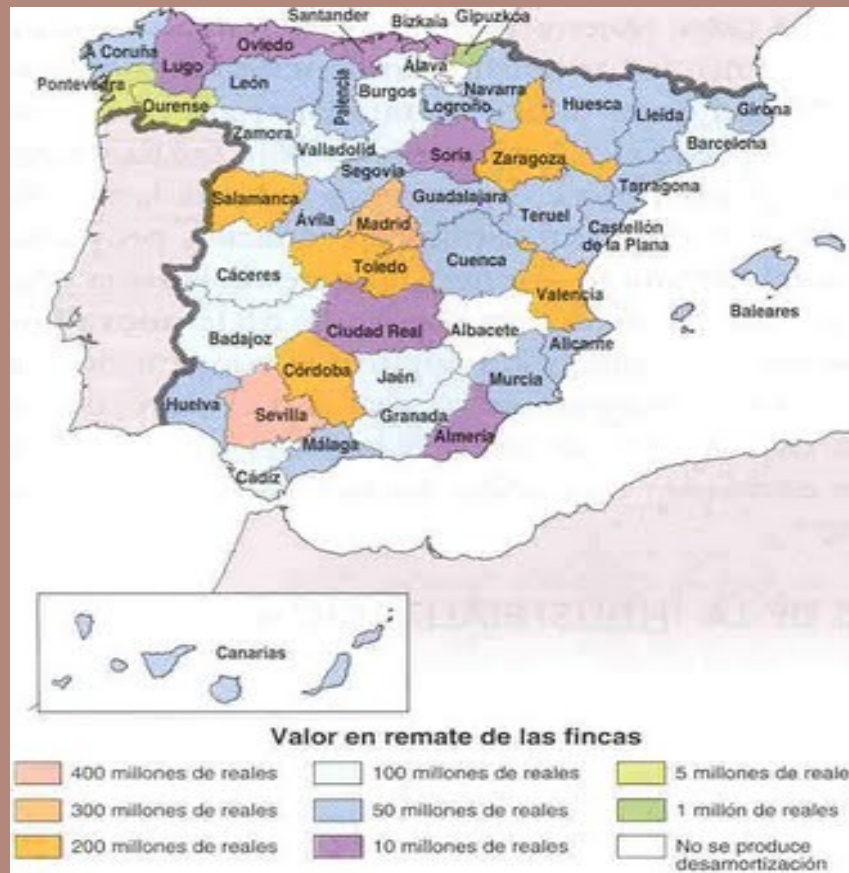 Santander
Bizkaia
Gipuzkoa
A Coruña
Lugo
Oviedo
Álava
Pontevedra
Ourense
León
Palencia
Burgos
Logroño
Navarra
Huesca
Lleida
Girona
Barcelona
Zamora
Valladolid
Soria
Zaragoza
Segovia
Tarragona
Salamanca
Ávila
Madrid
Guadalajara
Teruel
Castellón
de la Plana
Cáceres
Toledo
Cuenca
Valencia
Baleares
Badajoz
Ciudad Real
Albacete
Alicante
Córdoba
Jaén
Murcia
Huelva
Sevilla
Granada
Almería
Málaga
Cádiz
Canarias
Valor en remate de las fincas
400 millones de reales
300 millones de reales
200 millones de reales
100 millones de reales
50 millones de reales
10 millones de reales
5 millones de reale
1 millón de reales
No se produce
desamortización